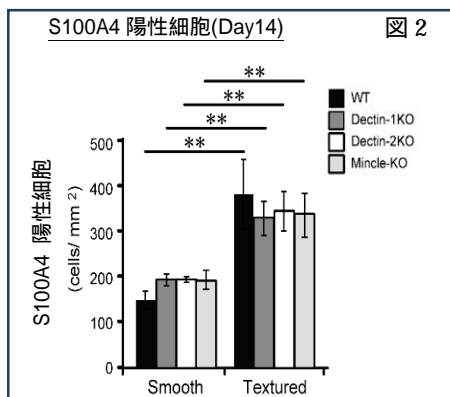 S100A4 陽性細胞(Day14)
図 2
**
**
**
**
WT
Dectin-1KO
Dectin-2KO
Mincle-KO
S100A4 陽性細胞
(cells/ mm 2)
500
400
300
200
100
0
Smooth
Textured